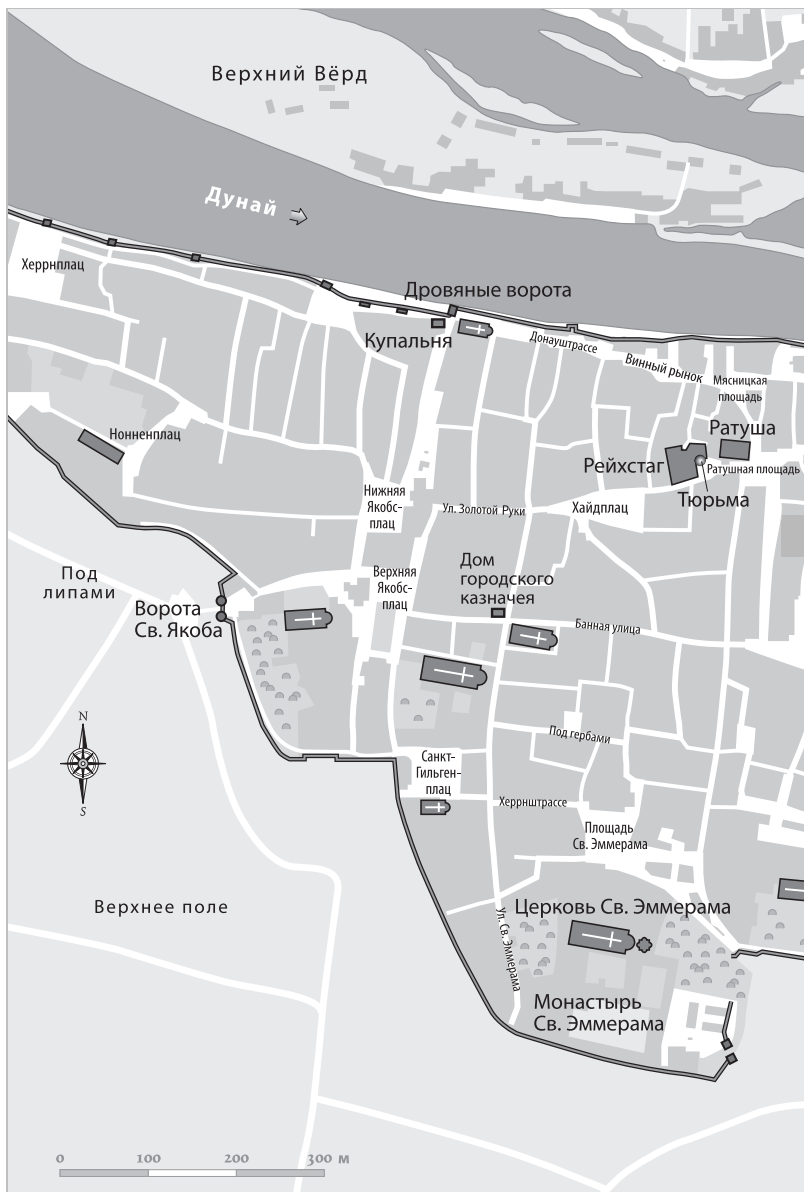 Верхний Вёрд
Дунай
Херрнплац
Дровяные ворота
Купальня
Донауштрассе
Винный рынок
Мясницкая
площадь
Нонненплац
Ратуша
Рейхстаг
Ратушная площадь
Тюрьма
Нижняя
Якобс-
плац
Ул. Золотой Руки
Хайдплац
Под
липами
Ворота
Св. Якоба
Верхняя
Якобс-
плац
Дом
городского
казначея
Банная улица
N
S
Под гербами
Санкт-
Гильген-
плац
Херрнштрассе
Площадь
Св. Эммерама
Верхнее поле
Церковь Св. Эммерама
Ул. Св. Эммерама
Монастырь
Св. Эммерама
0 100 200 300 м